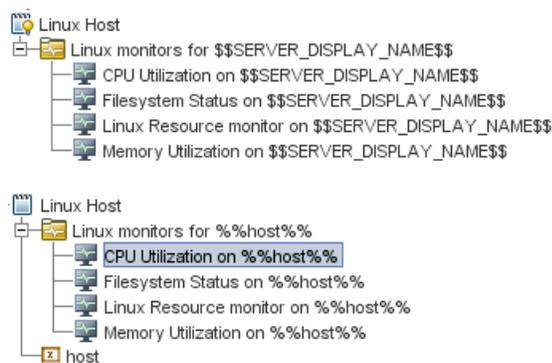 Linux Host
Linux monitors for $$SERVER_DISPLAY_NAME$$
CPU Utilization on $$SERVER_DISPLAY_NAME$$
Filesystem Status on $$SERVER_DISPLAY_NAME$$
Linux Resource monitor on $$SERVER_DISPLAY_NAME$$
Memory Utilization on $$SERVER_DISPLAY_NAME$$
Linux Host
Linux monitors for %%host%%
CPU Utilization on %%host%%
Filesystem Status on %%host%%
Linux Resource monitor on %%host%%
Memory Utilization on %%host%%
host